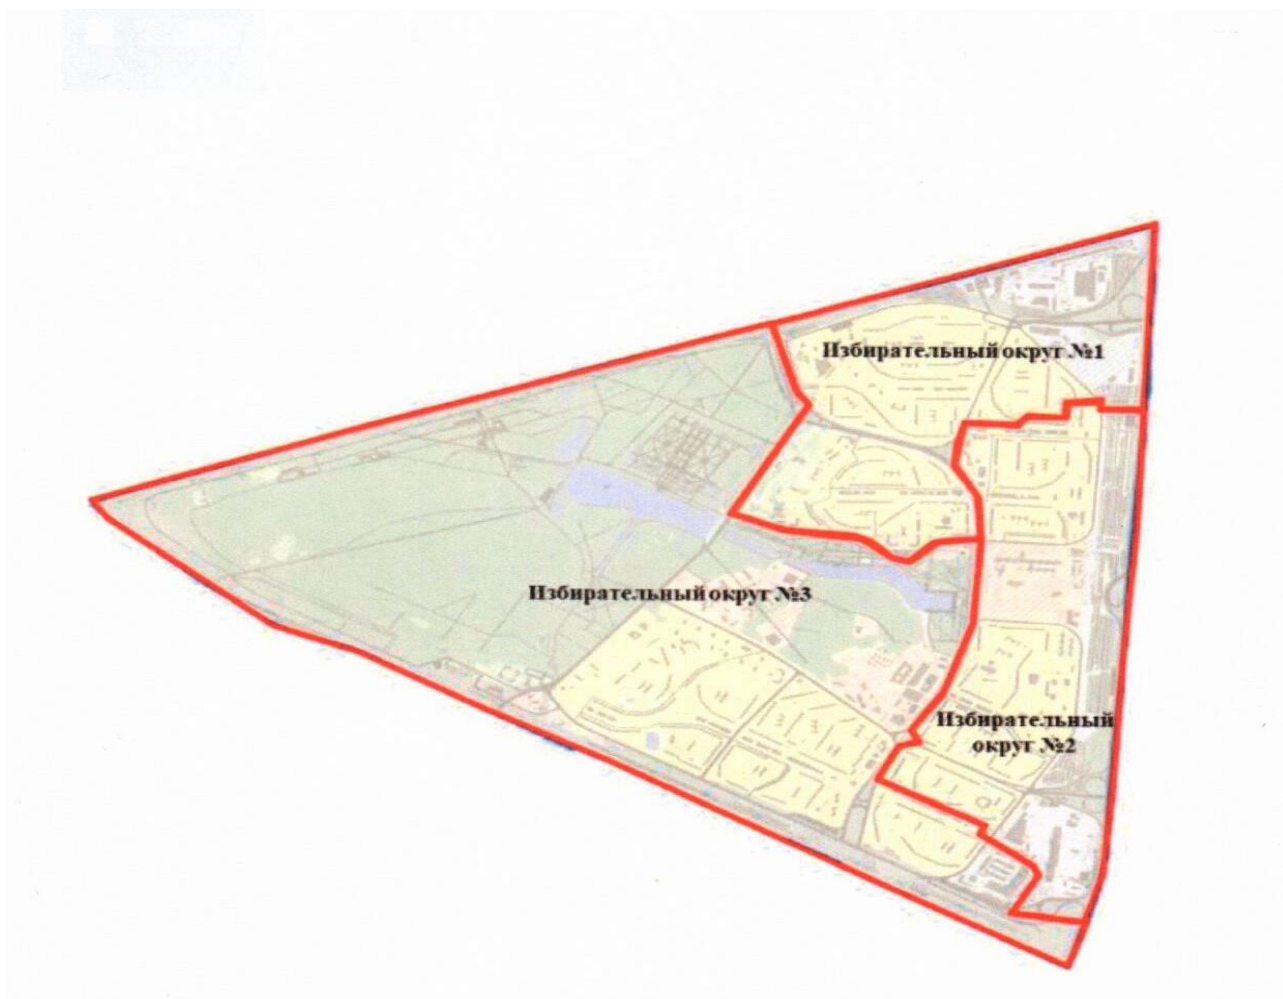 Избирательный округ №1
Избирательный округ №3
Избирательный
округ №2